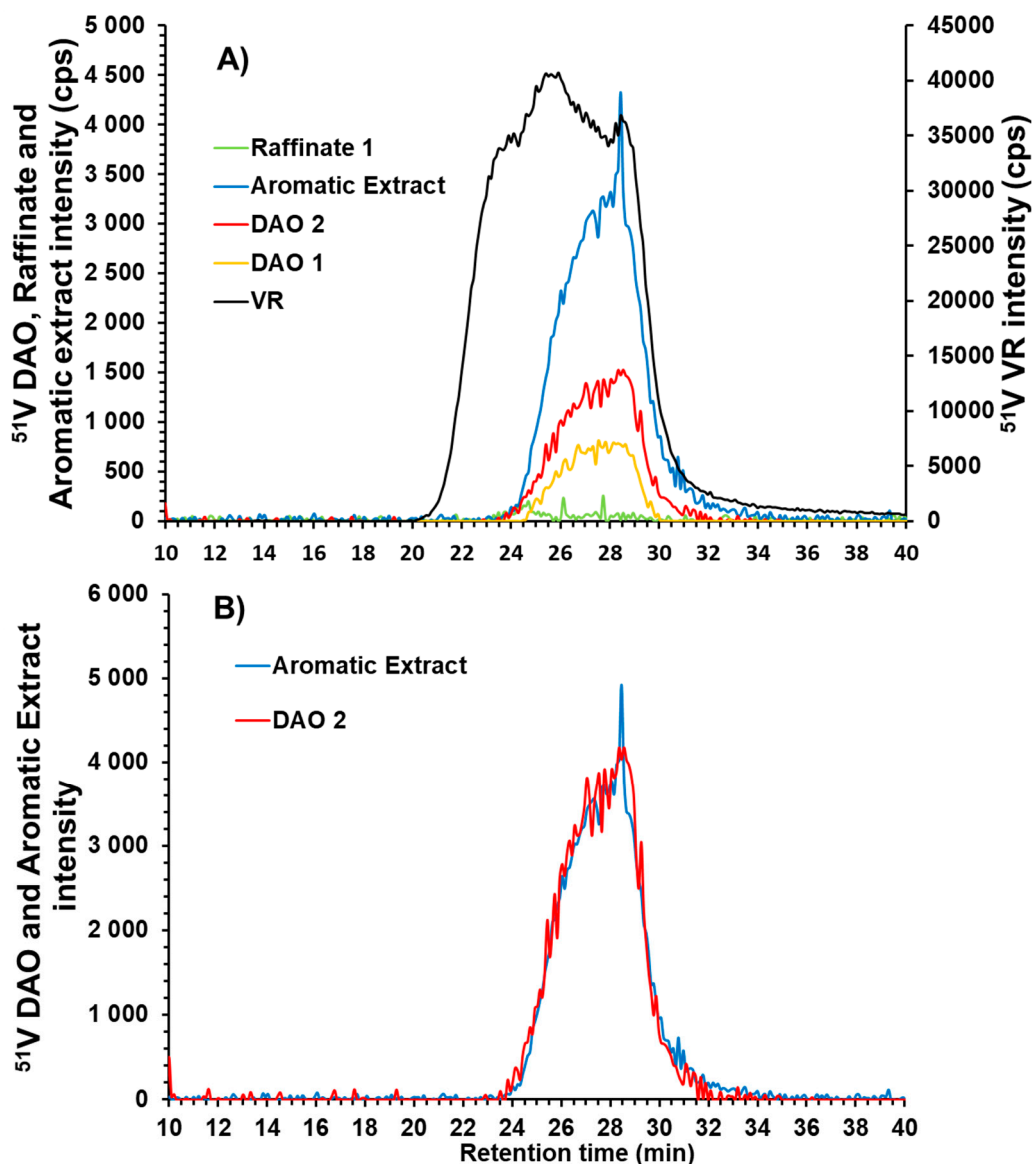 A)
⁵¹V DAO, Raffinate and
Aromatic extract intensity (cps)
5 000
4 500
4 000
3 500
3 000
2 500
2 000
1 500
1 000
500
0
Raffinate 1
Aromatic Extract
DAO 2
DAO 1
VR
45000
40000
35000
30000
25000
20000
15000
10000
5000
0
⁵¹V VR intensity (cps)
10 12 14 16 18 20 22 24 26 28 30 32 34 36 38 40
B)
⁵¹V DAO and Aromatic Extract
intensity
6 000
5 000
4 000
3 000
2 000
1 000
0
Aromatic Extract
DAO 2
10 12 14 16 18 20 22 24 26 28 30 32 34 36 38 40
Retention time (min)